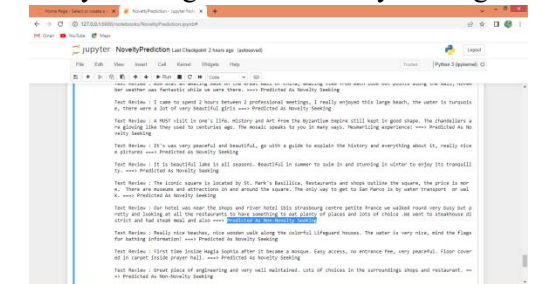 Home Page - Select or create a
NoveltyPrediction - Jupyter Not
127.0.0.1:8888/notebooks/NoveltyPrediction.ipynb#
Gmail YouTube Maps
jupyter NoveltyPrediction Last Checkpoint: 2 hours ago (autosaved) Logout
File Edit View Insert Cell Kernel Widgets Help Trusted Python 3 (ipykernel)
Run Code
ber weather was fantastic while we were there. ===> Predicted As Novelty Seeking
Text Review : I came to spend 2 hours between 2 professional meetings, I really enjoyed this large beach, the water is turquois
e, there were a lot of very beautiful girls ===> Predicted As Novelty Seeking
Text Review : A MUST visit in one's life. History and Art from the Byzantium Empire still kept in good shape. The chandeliers a
re glowing like they used to centuries ago. The mosaic speaks to you in many ways. Mesmerizing experience! ===> Predicted As No
velty Seeking
Text Review : It's was very peaceful and beautiful, go with a guide to explain the history and everything about it, really nice
pictures ===> Predicted As Novelty Seeking
Text Review : It is beautiful lake in all seasons. Beautiful in summer to swim in and stunning in winter to enjoy its tranquili
ty. ===> Predicted As Novelty Seeking
Text Review : The iconic square is located by St. Mark's Basillica, Restaurants and shops outline the square, the price is mor
e. There are museums and attractions in and around the square. The only way to get to San Marco is by water transport or wal
k. ===> Predicted As Novelty Seeking
Text Review : Our hotel was near the shops and river hotel ibis strasbourg centre petite France we walked round very busy but p
retty and looking at all the restaurants to have something to eat plenty of places and lots of choice .we went to steakhouse di
strict and had steak meal and also ===> Predicted As Non-Novelty Seeking
Text Review : Really nice beaches, nice wooden walk along the colorful Lifeguard houses. The water is very nice, mind the flags
for bathing information! ===> Predicted As Novelty Seeking
Text Review : First time inside Hagia Sophia after it became a mosque. Easy access, no entrance fee, very peaceful. Floor cover
ed in carpet inside prayer hall. ===> Predicted As Novelty Seeking
Text Review : Great place of engineering and very well maintained. Lots of choices in the surroundings shops and restaurant. ==
=> Predicted As Non-Novelty Seeking